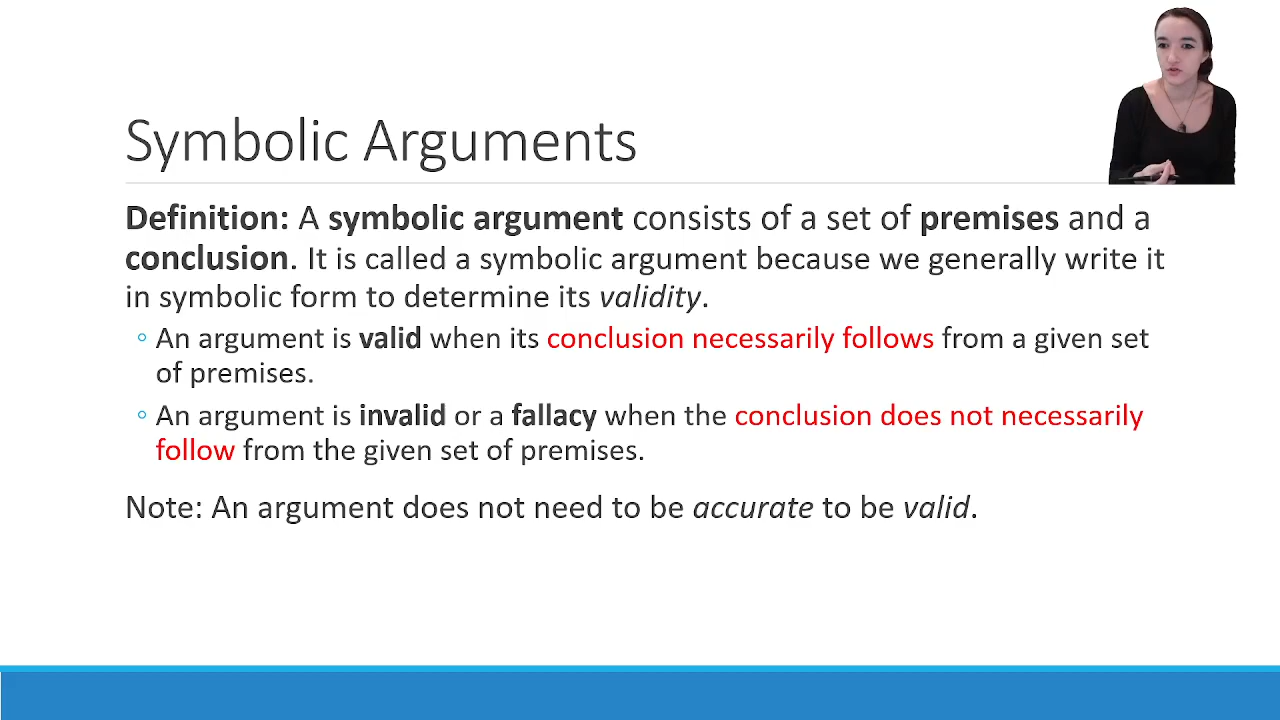 Symbolic Arguments
Definition: A symbolic argument consists of a set of premises and a
conclusion. It is called a symbolic argument because we generally write it
in symbolic form to determine its validity.
◦ An argument is valid when its conclusion necessarily follows from a given set
of premises.
◦ An argument is invalid or a fallacy when the conclusion does not necessarily
follow from the given set of premises.
Note: An argument does not need to be accurate to be valid.